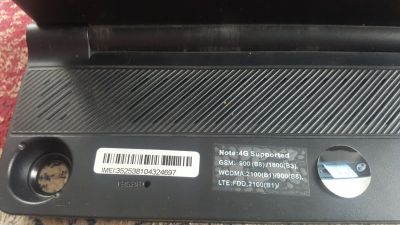 IMEI:352538104324697
Note:4G Supported
GSM:-900 (B8)/1800(B3),
WCDMA:2100(B1)/900(B8),
LTE:FDD,2100(B1)/